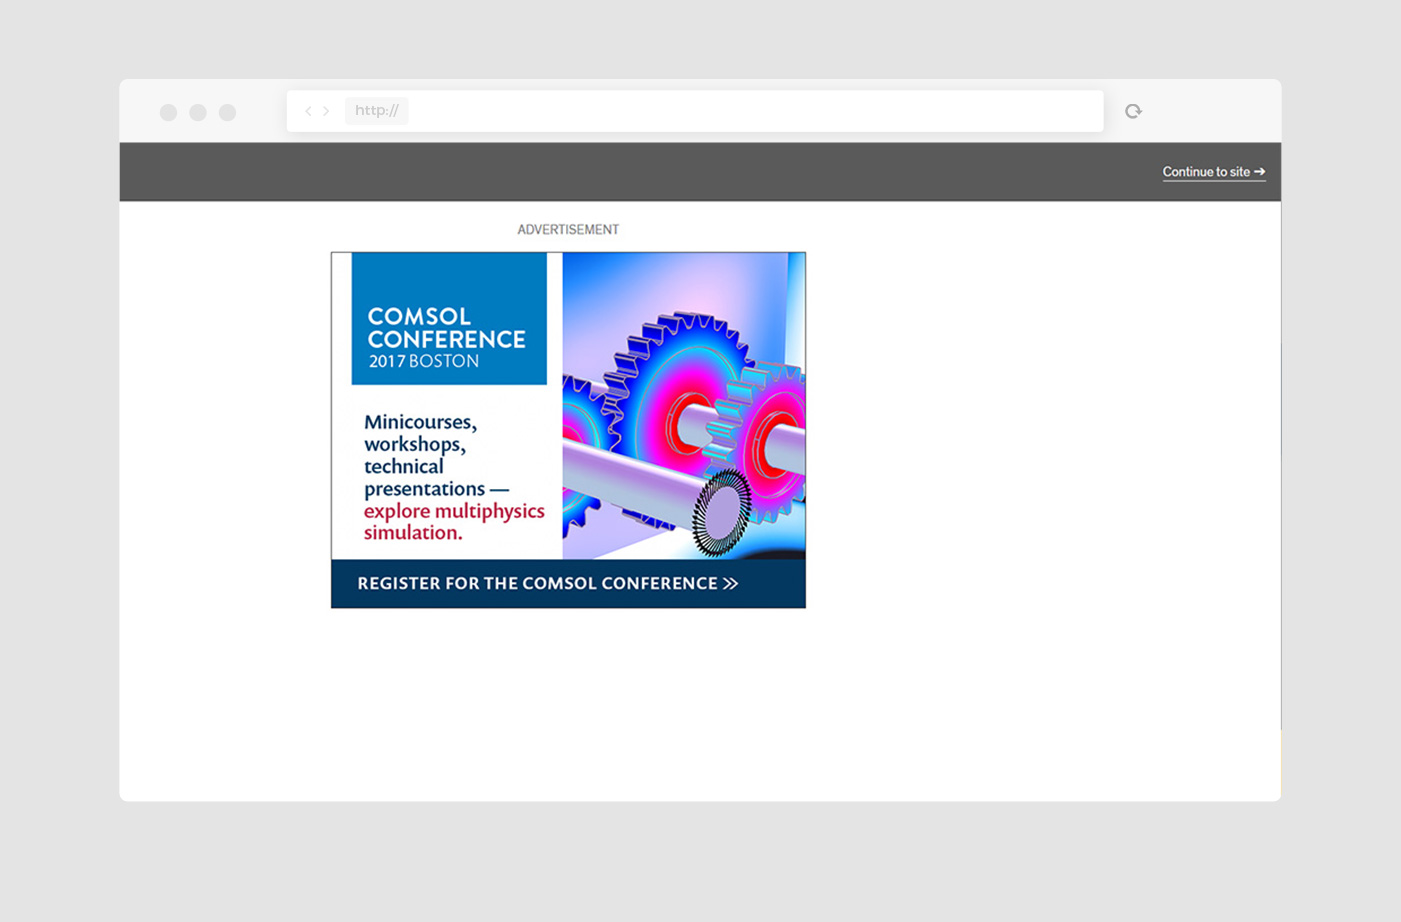 http://
Continue to site ➔
ADVERTISEMENT
COMSOL
CONFERENCE
2017 BOSTON
Minicourses,
workshops,
technical
presentations —
explore multiphysics
simulation.
REGISTER FOR THE COMSOL CONFERENCE »